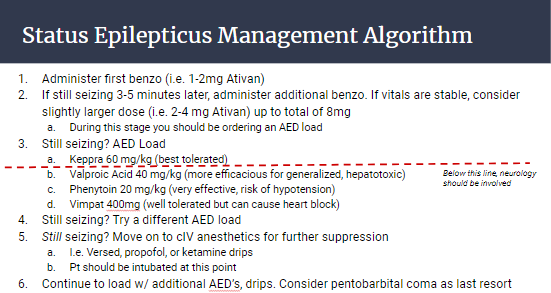 Status Epilepticus Management Algorithm
1. Administer first benzo (i.e. 1-2mg Ativan)
2. If still seizing 3-5 minutes later, administer additional benzo. If vitals are stable, consider
slightly larger dose (i.e. 2-4 mg Ativan) up to total of 8mg
a. During this stage you should be ordering an AED load
3. Still seizing? AED Load
a. Keppra 60 mg/kg (best tolerated)
b. Valproic Acid 40 mg/kg (more efficacious for generalized, hepatotoxic)
c. Phenytoin 20 mg/kg (very effective, risk of hypotension)
d. Vimpat 400mg (well tolerated but can cause heart block)
Below this line, neurology
should be involved
4. Still seizing? Try a different AED load
5. Still seizing? Move on to cIV anesthetics for further suppression
a. I.e. Versed, propofol, or ketamine drips
b. Pt should be intubated at this point
6. Continue to load w/ additional AED's, drips. Consider pentobarbital coma as last resort